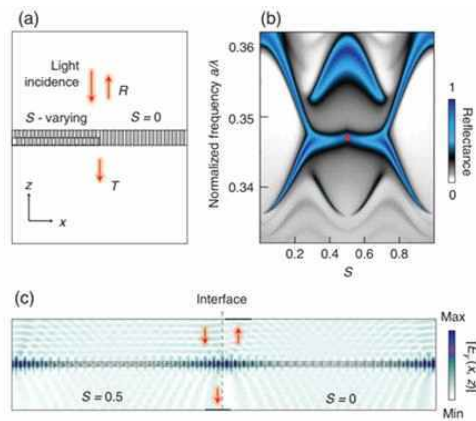 (a)
Light
incidence
R
S - varying
S = 0
T
z
x
(b)
Normalized frequency a/λ
0.36
0.35
0.34
0.2 0.4 0.6 0.8
S
1
0
Reflectance
(c)
Interface
S = 0.5
S = 0
Max
Min
|Ey(x, z)|